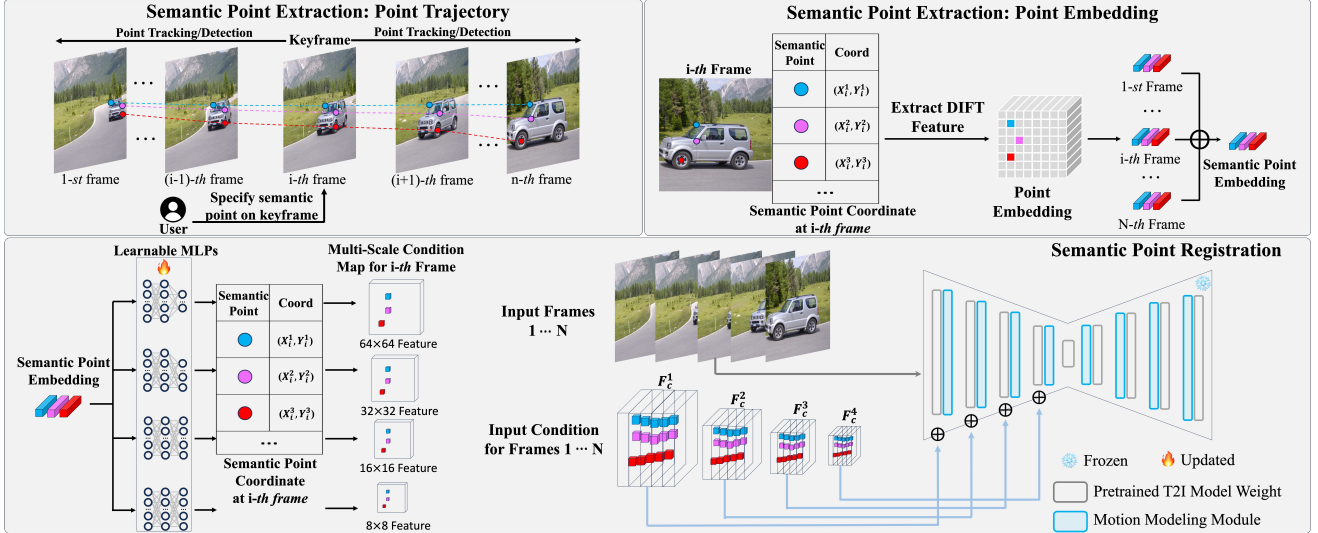 Semantic Point Extraction: Point Trajectory
Point Tracking/Detection
Keyframe
Point Tracking/Detection
...
...
...
...
1-st frame
(i-1)-th frame
i-th frame
(i+1)-th frame
n-th frame
User
Specify semantic
point on keyframe
Semantic Point Extraction: Point Embedding
i-th Frame
Semantic
Point
Coord
(X_i^1, Y_i^1)
(X_i^2, Y_i^2)
(X_i^3, Y_i^3)
...
Semantic Point Coordinate
at i-th frame
Extract DIFT
Feature
Point
Embedding
1-st Frame
...
i-th Frame
...
N-th Frame
Semantic Point
Embedding
Learnable MLPs
Semantic Point
Embedding
Semantic
Point
Coord
(X_i^1, Y_i^1)
(X_i^2, Y_i^2)
(X_i^3, Y_i^3)
...
Semantic Point
Coordinate
at i-th frame
Multi-Scale Condition
Map for i-th Frame
64×64 Feature
32×32 Feature
16×16 Feature
8×8 Feature
Semantic Point Registration
Input Frames
1 ··· N
Input Condition
for Frames 1 ··· N
F_c^1
F_c^2
F_c^3
F_c^4
Frozen
Updated
Pretrained T2I Model Weight
Motion Modeling Module